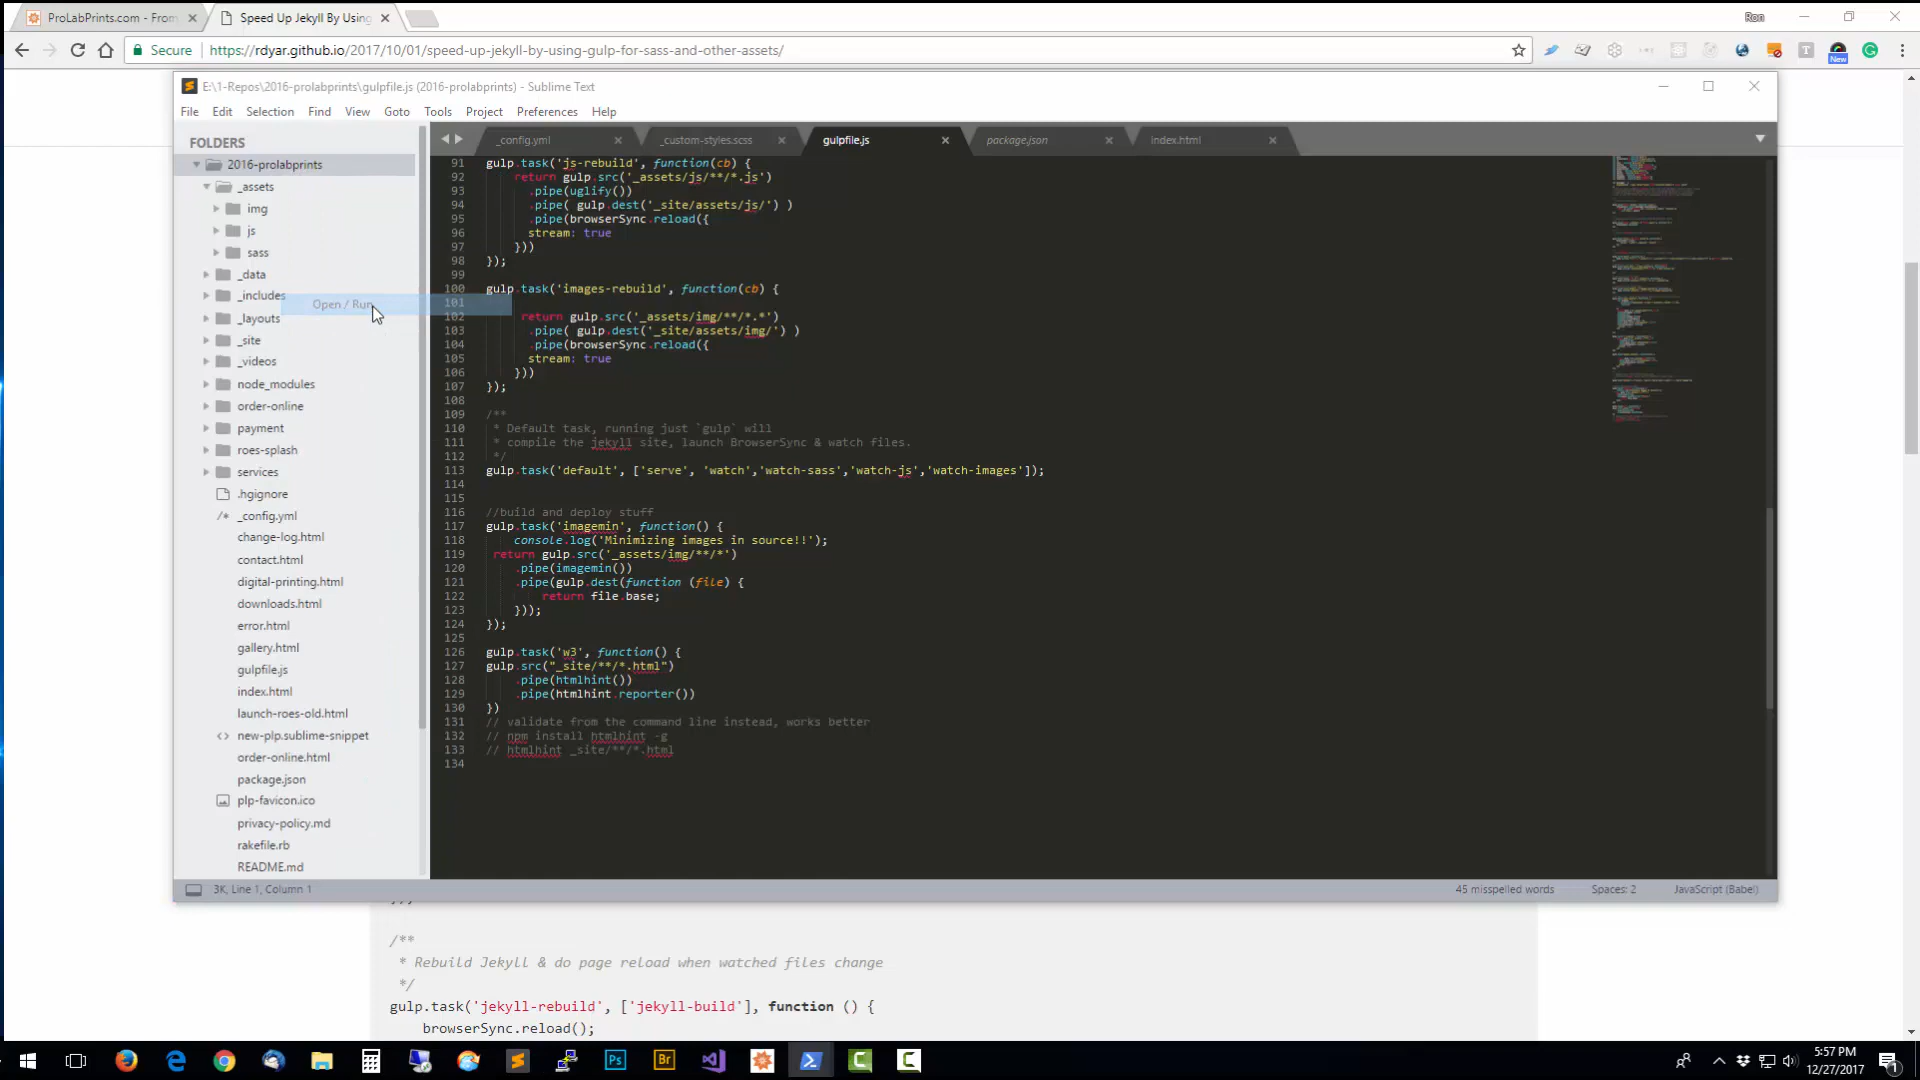 ProLabPrints.com - From
Speed Up Jekyll By Using
Ron
Secure
https://rdyar.github.io/2017/10/01/speed-up-jekyll-by-using-gulp-for-sass-and-other-assets/
New
E:\1-Repos\2016-prolabprints\gulpfile.js (2016-prolabprints) - Sublime Text
File Edit Selection Find View Goto Tools Project Preferences Help
FOLDERS
2016-prolabprints
_assets
img
js
sass
_data
_includes
Open / Run
_layouts
_site
_videos
node_modules
order-online
payment
roes-splash
services
.hgignore
/* _config.yml
change-log.html
contact.html
digital-printing.html
downloads.html
error.html
gallery.html
gulpfile.js
index.html
launch-roes-old.html
<> new-plp.sublime-snippet
order-online.html
package.json
plp-favicon.ico
privacy-policy.md
rakefile.rb
README.md
_config.yml _custom-styles.scss gulpfile.js package.json index.html
91 gulp.task('js-rebuild', function(cb) {
92 return gulp.src('_assets/js/**/*.js')
93 .pipe(uglify())
94 .pipe( gulp.dest('_site/assets/js/') )
95 .pipe(browserSync.reload({
96 stream: true
97 }))
98 });
99
100 gulp.task('images-rebuild', function(cb) {
101
102 return gulp.src('_assets/img/**/*.*')
103 .pipe( gulp.dest('_site/assets/img/') )
104 .pipe(browserSync.reload({
105 stream: true
106 }))
107 });
108
109 /**
110 * Default task, running just `gulp` will
111 * compile the jekyll site, launch BrowserSync & watch files.
112 */
113 gulp.task('default', ['serve', 'watch','watch-sass','watch-js','watch-images']);
114
115
116 //build and deploy stuff
117 gulp.task('imagemin', function() {
118 console.log('Minimizing images in source!!');
119 return gulp.src('_assets/img/**/*')
120 .pipe(imagemin())
121 .pipe(gulp.dest(function (file) {
122 return file.base;
123 }));
124 });
125
126 gulp.task('w3', function() {
127 gulp.src("_site/**/*.html")
128 .pipe(htmlhint())
129 .pipe(htmlhint.reporter())
130 })
131 // validate from the command line instead, works better
132 // npm install htmlhint -g
133 // htmlhint _site/**/*.html
134
3K, Line 1, Column 1
45 misspelled words
Spaces: 2
JavaScript (Babel)
/**
* Rebuild Jekyll & do page reload when watched files change
*/
gulp.task('jekyll-rebuild', ['jekyll-build'], function () {
browserSync.reload();
Ps
Br
5:57 PM
12/27/2017
1